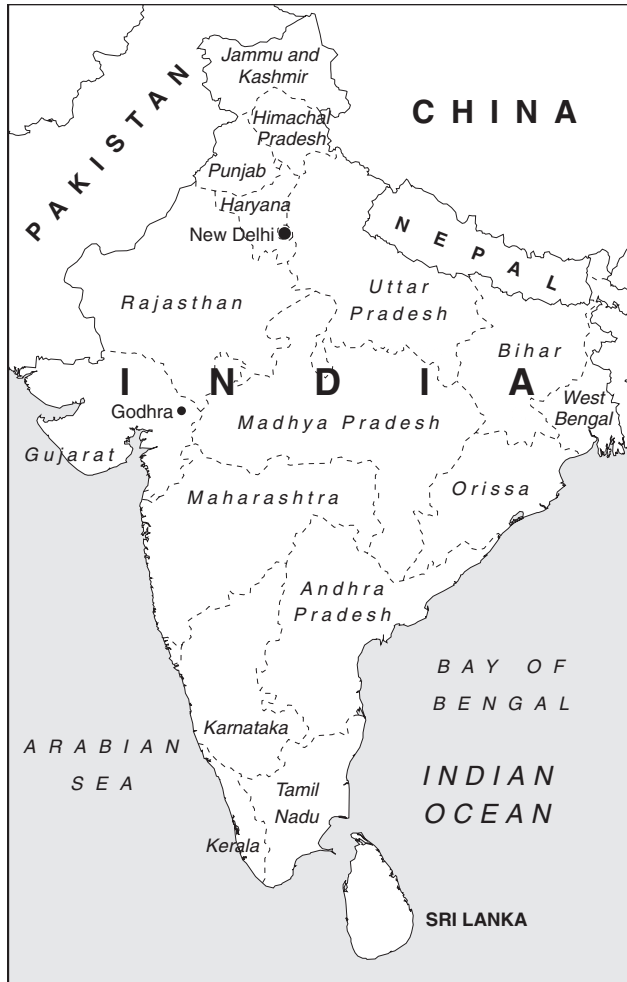 Jammu and
Kashmir
PAKISTAN
CHINA
Himachal
Pradesh
Punjab
Haryana
New Delhi
NEPAL
Rajasthan
Uttar
Pradesh
Bihar
INDIA
West
Bengal
Godhra
Madhya Pradesh
Gujarat
Maharashtra
Orissa
Andhra
Pradesh
BAY OF
BENGAL
Karnataka
ARABIAN
SEA
INDIAN
OCEAN
Tamil
Nadu
Kerala
SRI LANKA